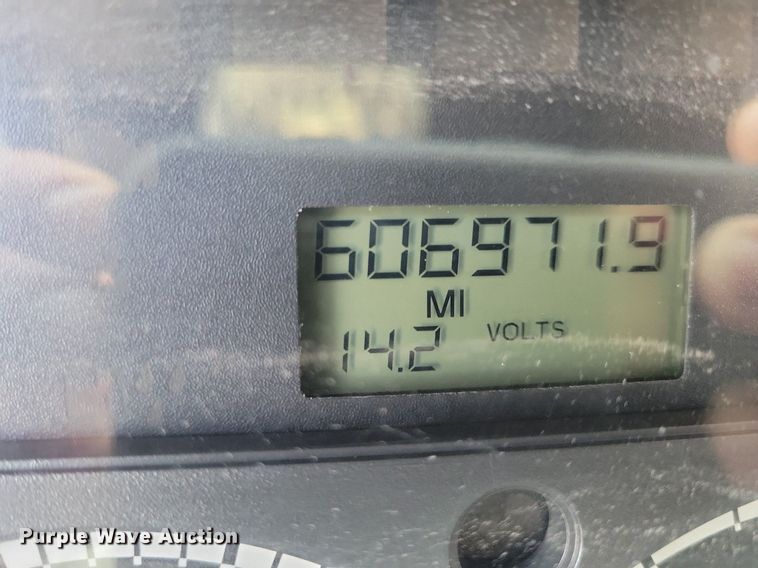 606971.9
MI
14.2 VOLTS
Purple Wave Auction